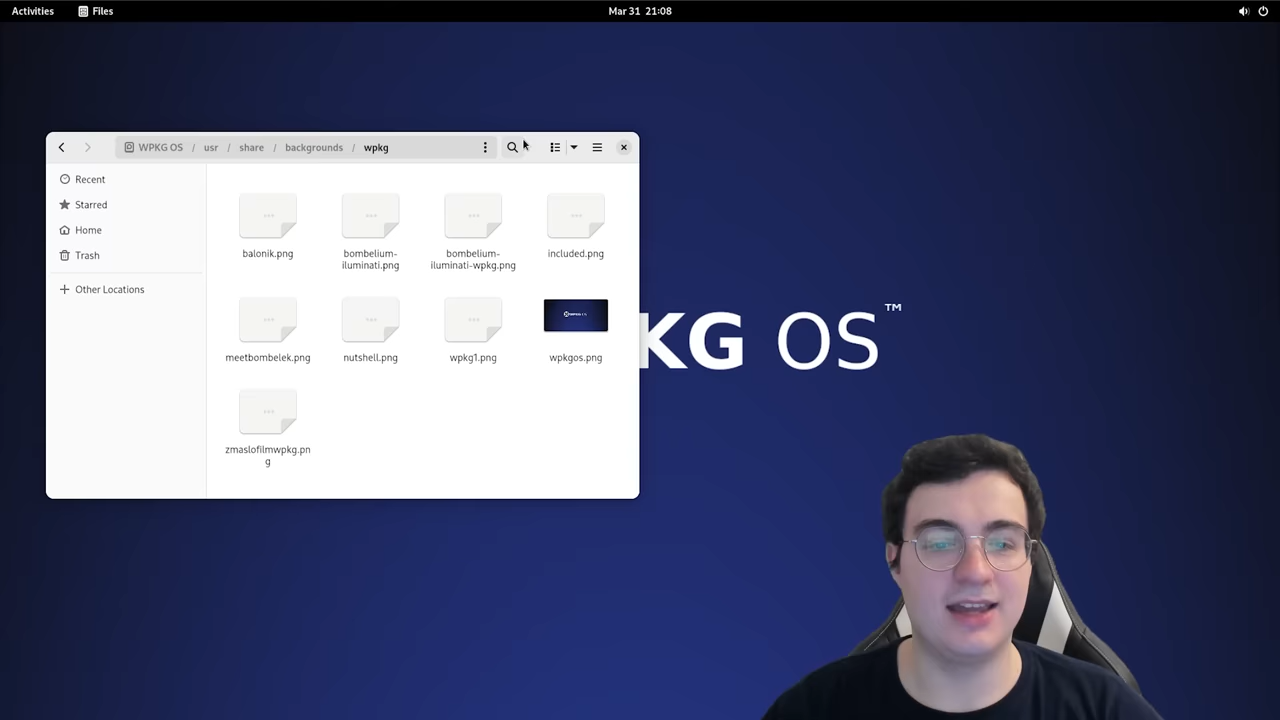 Activities
Files
Mar 31 21:08
WPKG OS / usr / share / backgrounds / wpkg
Recent
Starred
Home
Trash
Other Locations
balonik.png
bombelium-
iluminati.png
bombelium-
iluminati-wpkg.png
included.png
meetbombelek.png
nutshell.png
wpkg1.png
wpkgos.png
zmaslofilmwpkg.pn
g
KG OS™